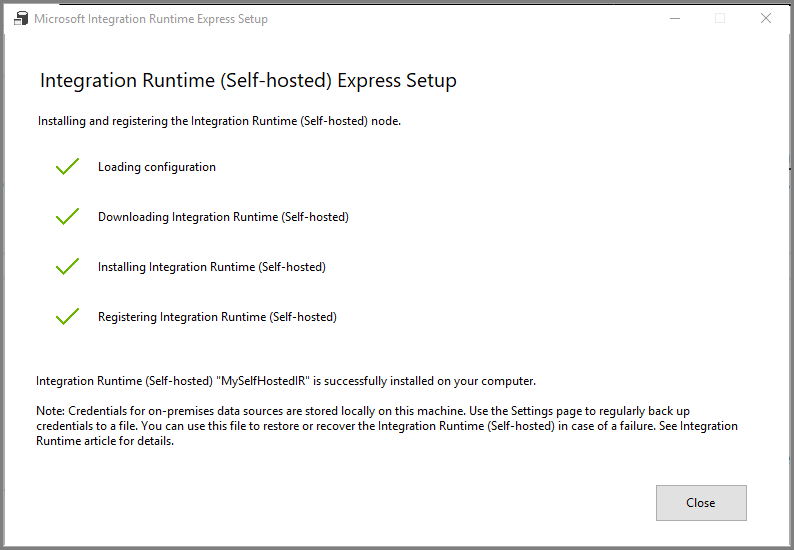 Microsoft Integration Runtime Express Setup
Integration Runtime (Self-hosted) Express Setup
Installing and registering the Integration Runtime (Self-hosted) node.
Loading configuration
Downloading Integration Runtime (Self-hosted)
Installing Integration Runtime (Self-hosted)
Registering Integration Runtime (Self-hosted)
Integration Runtime (Self-hosted) "MySelfHostedIR" is successfully installed on your computer.
Note: Credentials for on-premises data sources are stored locally on this machine. Use the Settings page to regularly back up
credentials to a file. You can use this file to restore or recover the Integration Runtime (Self-hosted) in case of a failure. See Integration
Runtime article for details.
Close